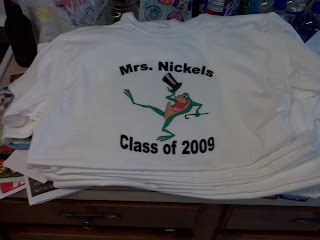 Mrs. Nickels
Class of 2009